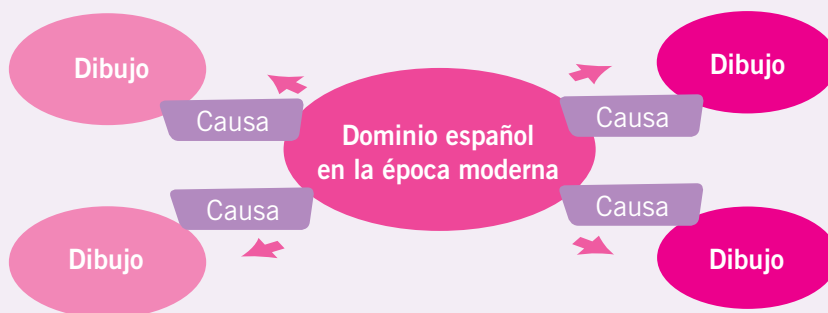 Dibujo
Dibujo
Causa
Causa
Dominio español
en la época moderna
Causa
Causa
Dibujo
Dibujo